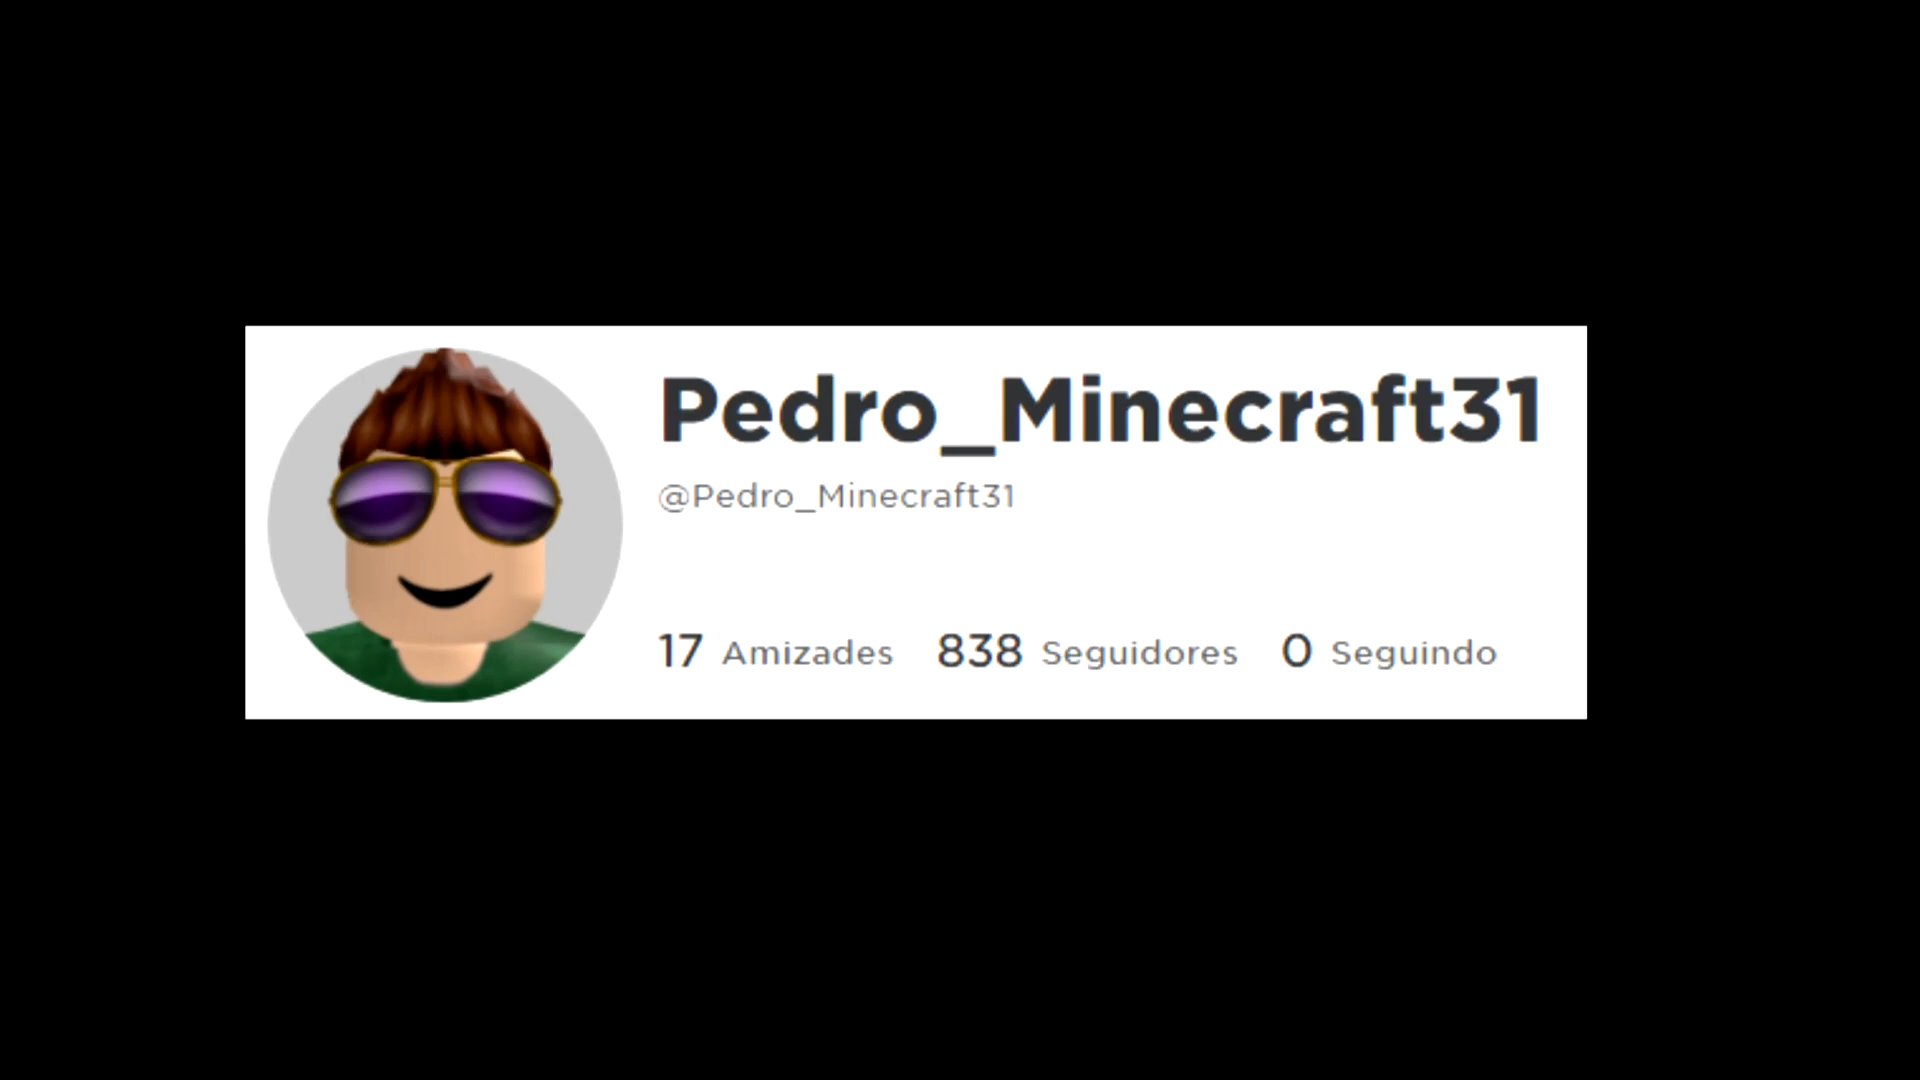 Pedro_Minecraft31
@Pedro_Minecraft31
17 Amizades 838 Seguidores 0 Seguindo